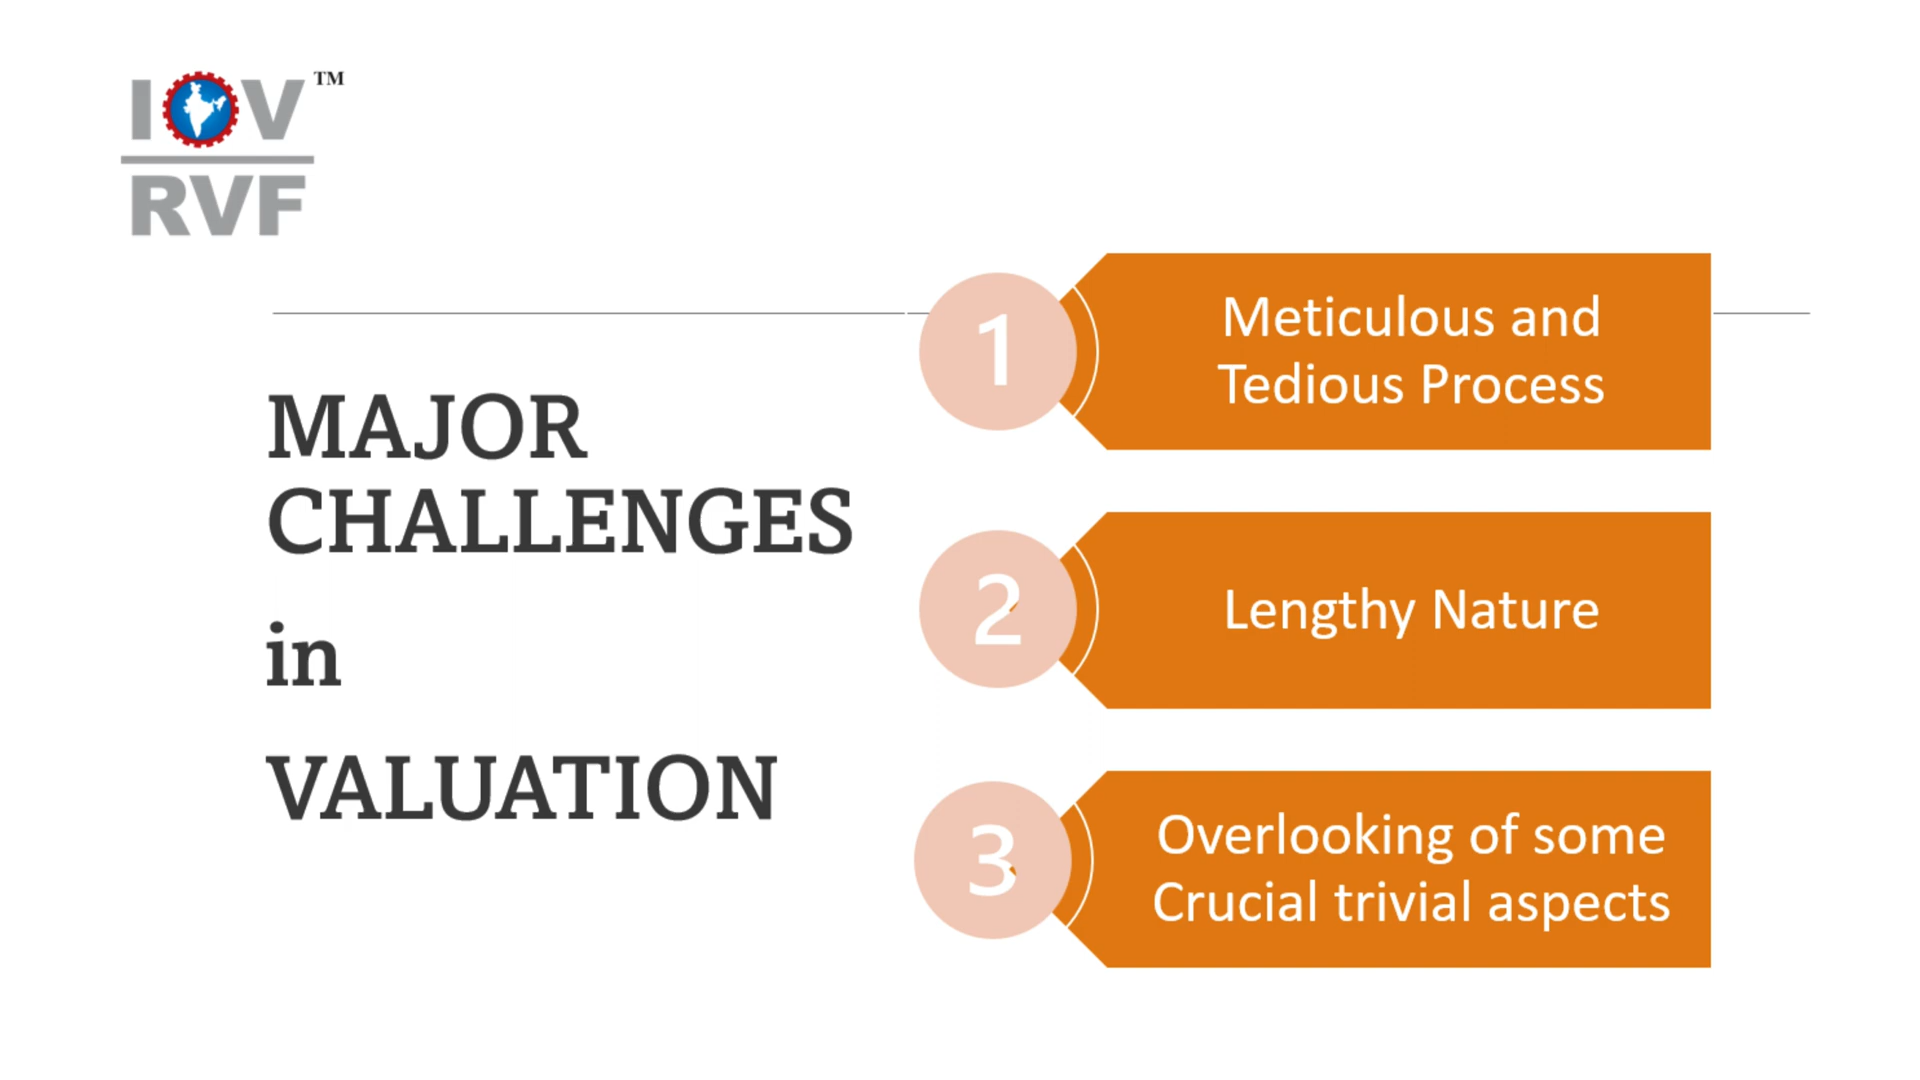 IOV™
RVF
MAJOR
CHALLENGES
in
VALUATION
1
Meticulous and
Tedious Process
2
Lengthy Nature
3
Overlooking of some
Crucial trivial aspects